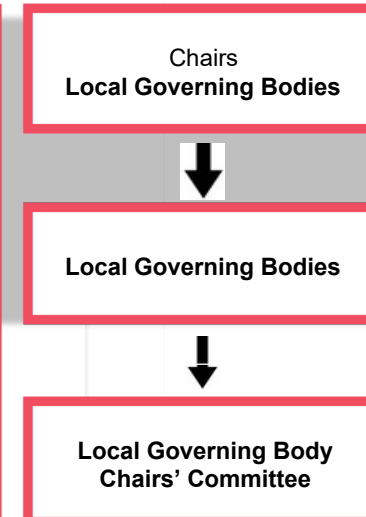 Chairs
Local Governing Bodies
Local Governing Bodies
Local Governing Body
Chairs’ Committee